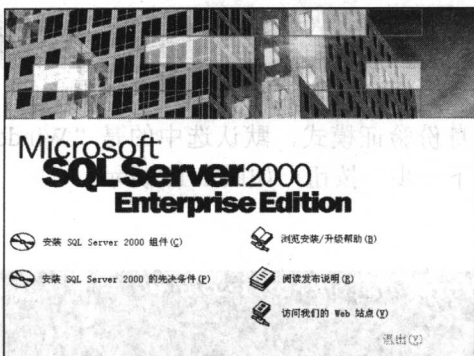 Microsoft
SQL Server 2000
Enterprise Edition
安装 SQL Server 2000 组件(C)
浏览安装/升级帮助(B)
安装 SQL Server 2000 的先决条件(P)
阅读发布说明(R)
访问我们的 Web 站点(V)
退出(X)